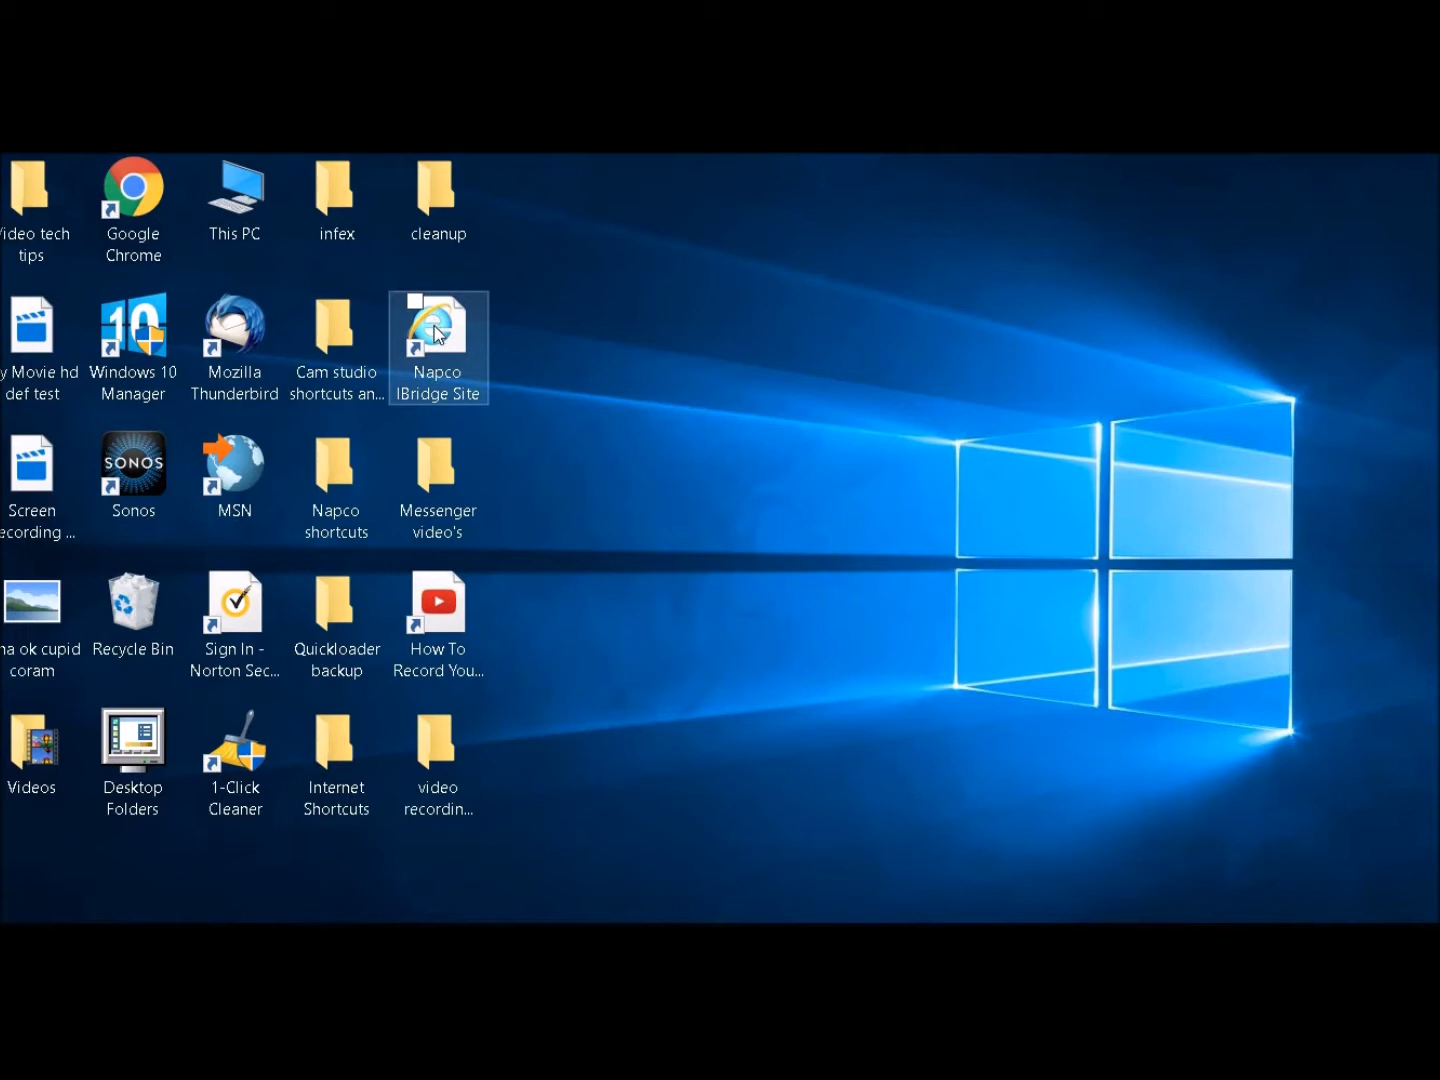 ideo tech
tips
Google
Chrome
This PC
infex
cleanup
y Movie hd
def test
10
Windows 10
Manager
Mozilla
Thunderbird
Cam studio
shortcuts an...
Napco
IBridge Site
Screen
ecording ...
SONOS
Sonos
MSN
Napco
shortcuts
Messenger
video's
na ok cupid
coram
Recycle Bin
Sign In -
Norton Sec...
Quickloader
backup
How To
Record You...
Videos
Desktop
Folders
1-Click
Cleaner
Internet
Shortcuts
video
recordin...